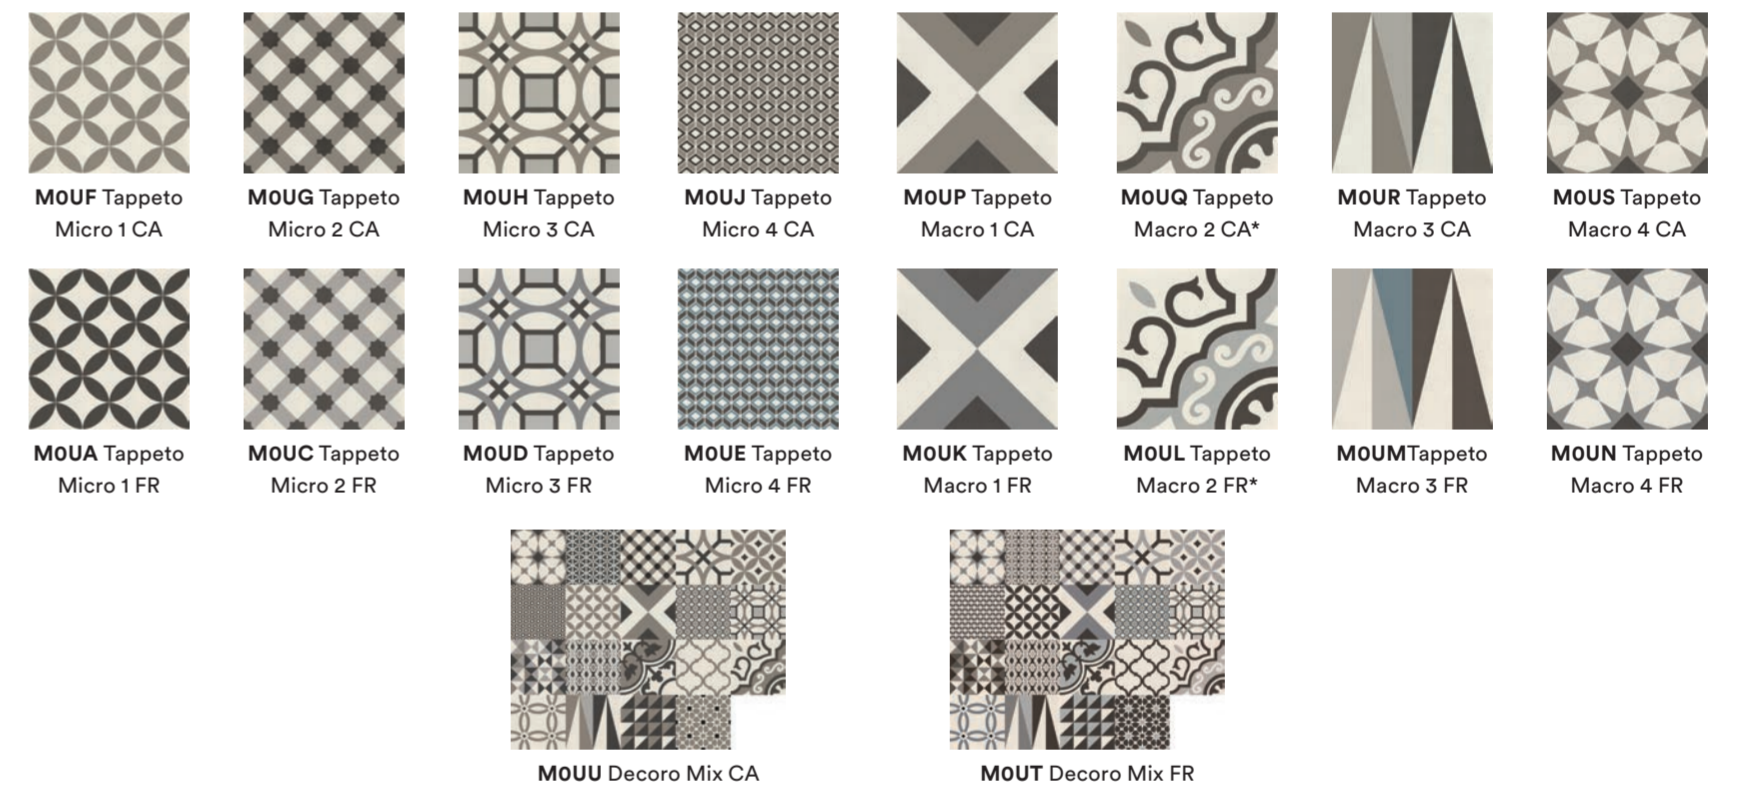 M0UF Tappeto
Micro 1 CA
M0UG Tappeto
Micro 2 CA
M0UH Tappeto
Micro 3 CA
M0UJ Tappeto
Micro 4 CA
M0UP Tappeto
Macro 1 CA
M0UQ Tappeto
Macro 2 CA*
M0UR Tappeto
Macro 3 CA
M0US Tappeto
Macro 4 CA
M0UA Tappeto
Micro 1 FR
M0UC Tappeto
Micro 2 FR
M0UD Tappeto
Micro 3 FR
M0UE Tappeto
Micro 4 FR
M0UK Tappeto
Macro 1 FR
M0UL Tappeto
Macro 2 FR*
M0UMTappeto
Macro 3 FR
M0UN Tappeto
Macro 4 FR
M0UU Decoro Mix CA
M0UT Decoro Mix FR